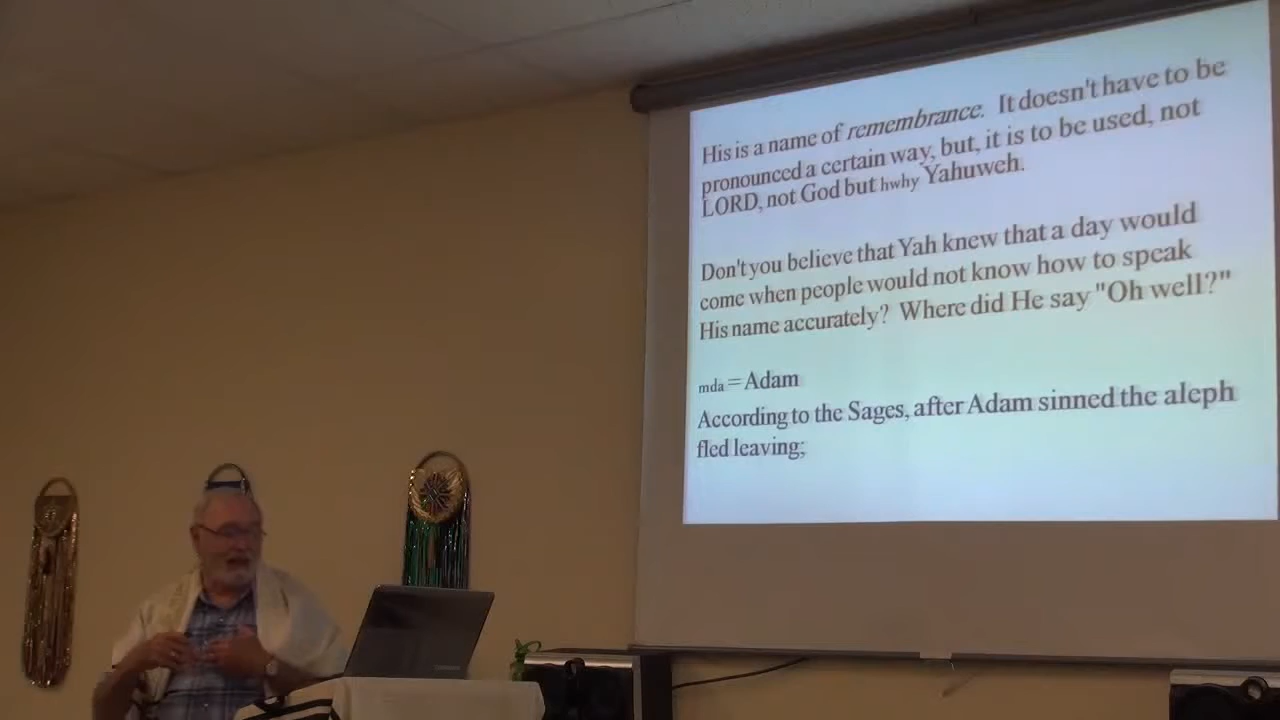 His is a name of remembrance. It doesn't have to be
pronounced a certain way, but, it is to be used, not
LORD, not God but hwhy Yahuweh.
Don't you believe that Yah knew that a day would
come when people would not know how to speak
His name accurately? Where did He say "Oh well?"
mda = Adam
According to the Sages, after Adam sinned the aleph
fled leaving;